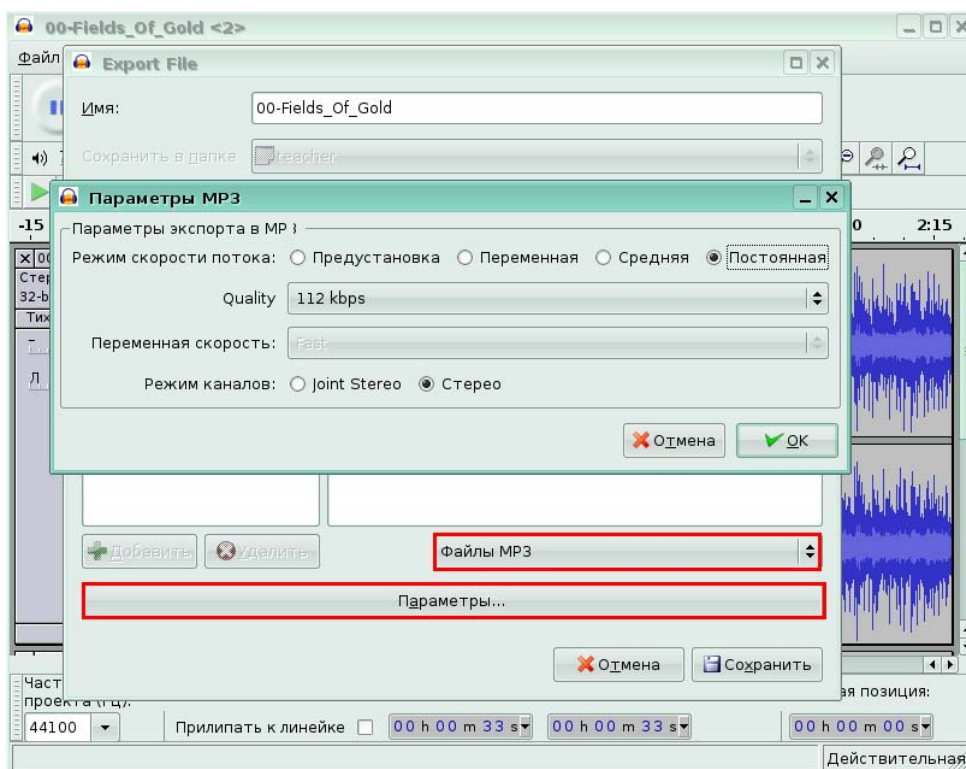 00-Fields_Of_Gold <2>
Файл
Export File
Имя: 00-Fields_Of_Gold
Сохранить в папке teacher
Параметры MP3
-15 0 2:15
Параметры экспорта в MP3
Режим скорости потока: Предустановка Переменная Средняя Постоянная
Quality 112 kbps
Переменная скорость: Fast
Режим каналов: Joint Stereo Стерео
Отмена OK
Добавить Удалить Файлы MP3
Параметры...
Отмена Сохранить
проекта (Гц): ая позиция:
44100 Прилипать к линейке 00 h 00 m 33 s 00 h 00 m 33 s 00 h 00 m 00 s
Действительная